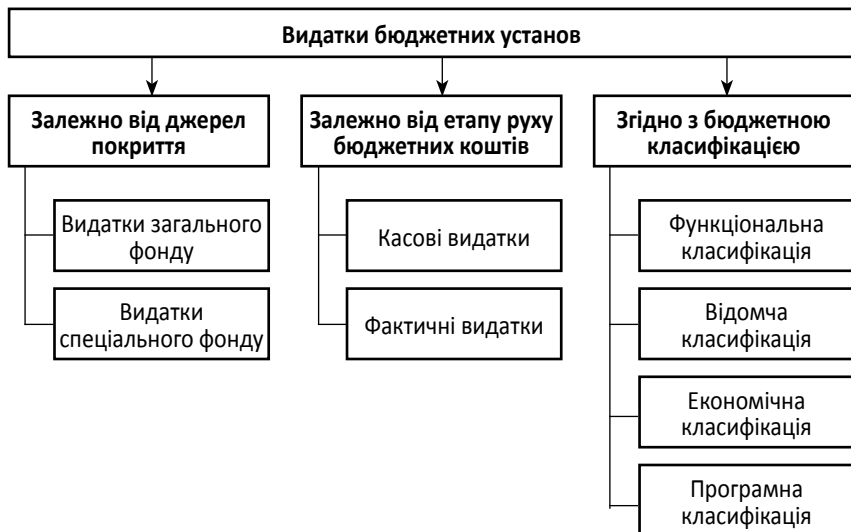 Видатки бюджетних установ
Залежно від джерел
покриття
Видатки загального
фонду
Видатки
спеціального фонду
Залежно від етапу руху
бюджетних коштів
Касові видатки
Фактичні видатки
Згідно з бюджетною
класифікацією
Функціональна
класифікація
Відомча
класифікація
Економічна
класифікація
Програмна
класифікація